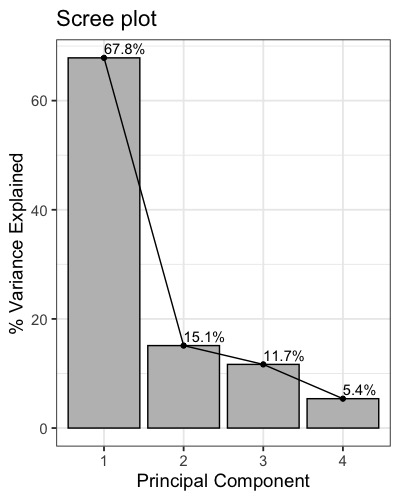 Scree plot
67.8%
60
40
% Variance Explained
20
15.1%
11.7%
5.4%
0
1 2 3 4
Principal Component